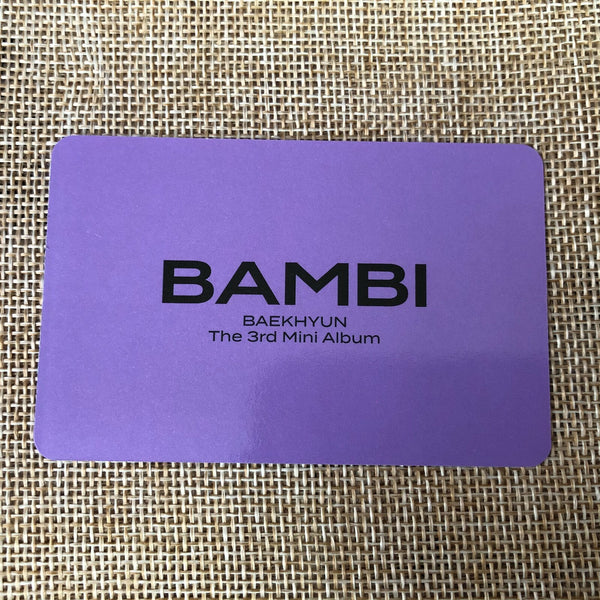 BAMBI
BAEKHYUN
The 3rd Mini Album